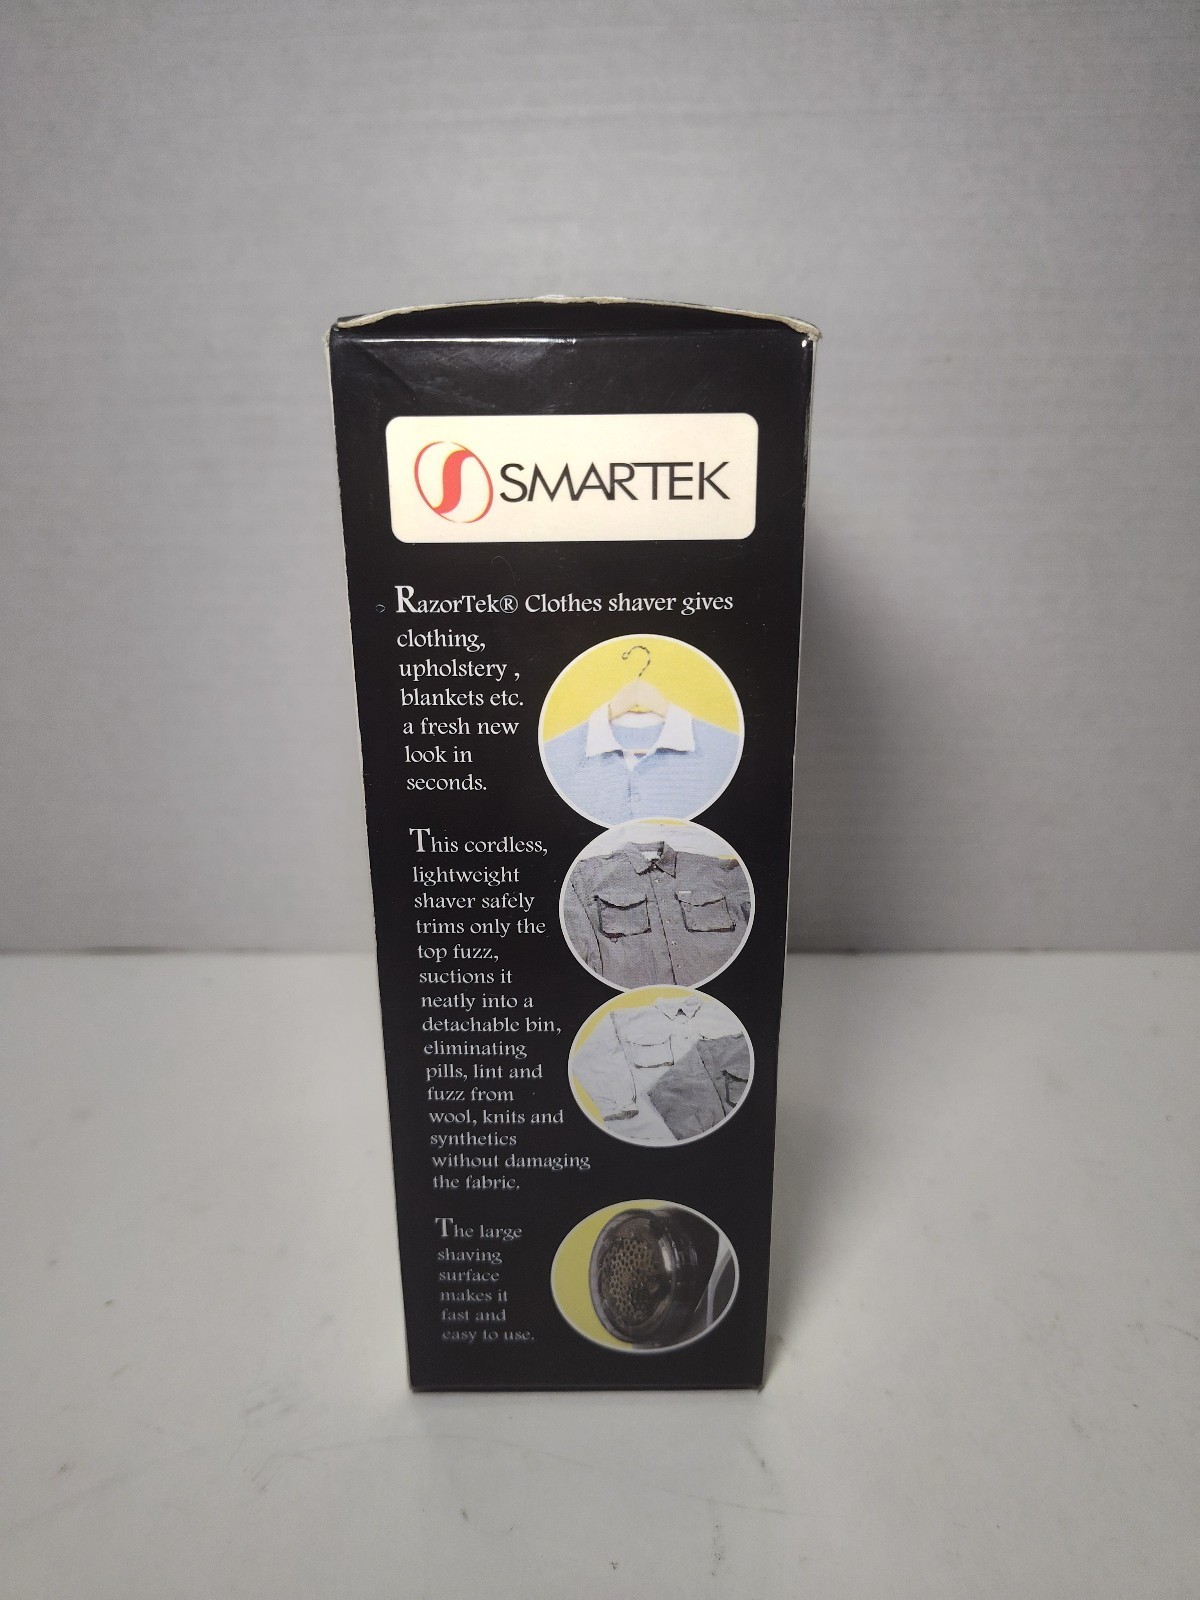 SMARTEK
RazorTek® Clothes shaver gives
clothing,
upholstery ,
blankets etc.
a fresh new
look in
seconds.
This cordless,
lightweight
shaver safely
trims only the
top fuzz,
suctions it
neatly into a
detachable bin,
eliminating
pills, lint and
fuzz from
wool, knits and
synthetics
without damaging
the fabric.
The large
shaving
surface
makes it
fast and
easy to use.